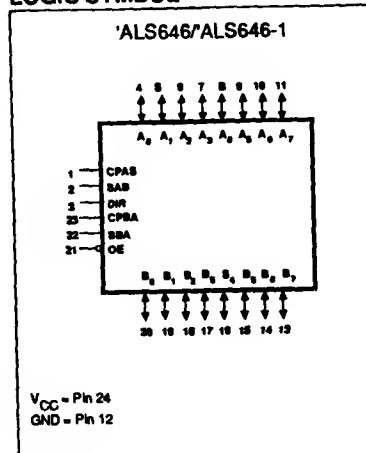 LOGIC SYMBOL
'ALS646/'ALS646-1
4 5 6 7 8 9 10 11
A0 A1 A2 A3 A4 A5 A6 A7
1 CPAB
2 SAB
3 DIR
23 CPBA
22 SBA
21 OE
B0 B1 B2 B3 B4 B5 B6 B7
20 19 18 17 16 15 14 13
VCC = Pin 24
GND = Pin 12